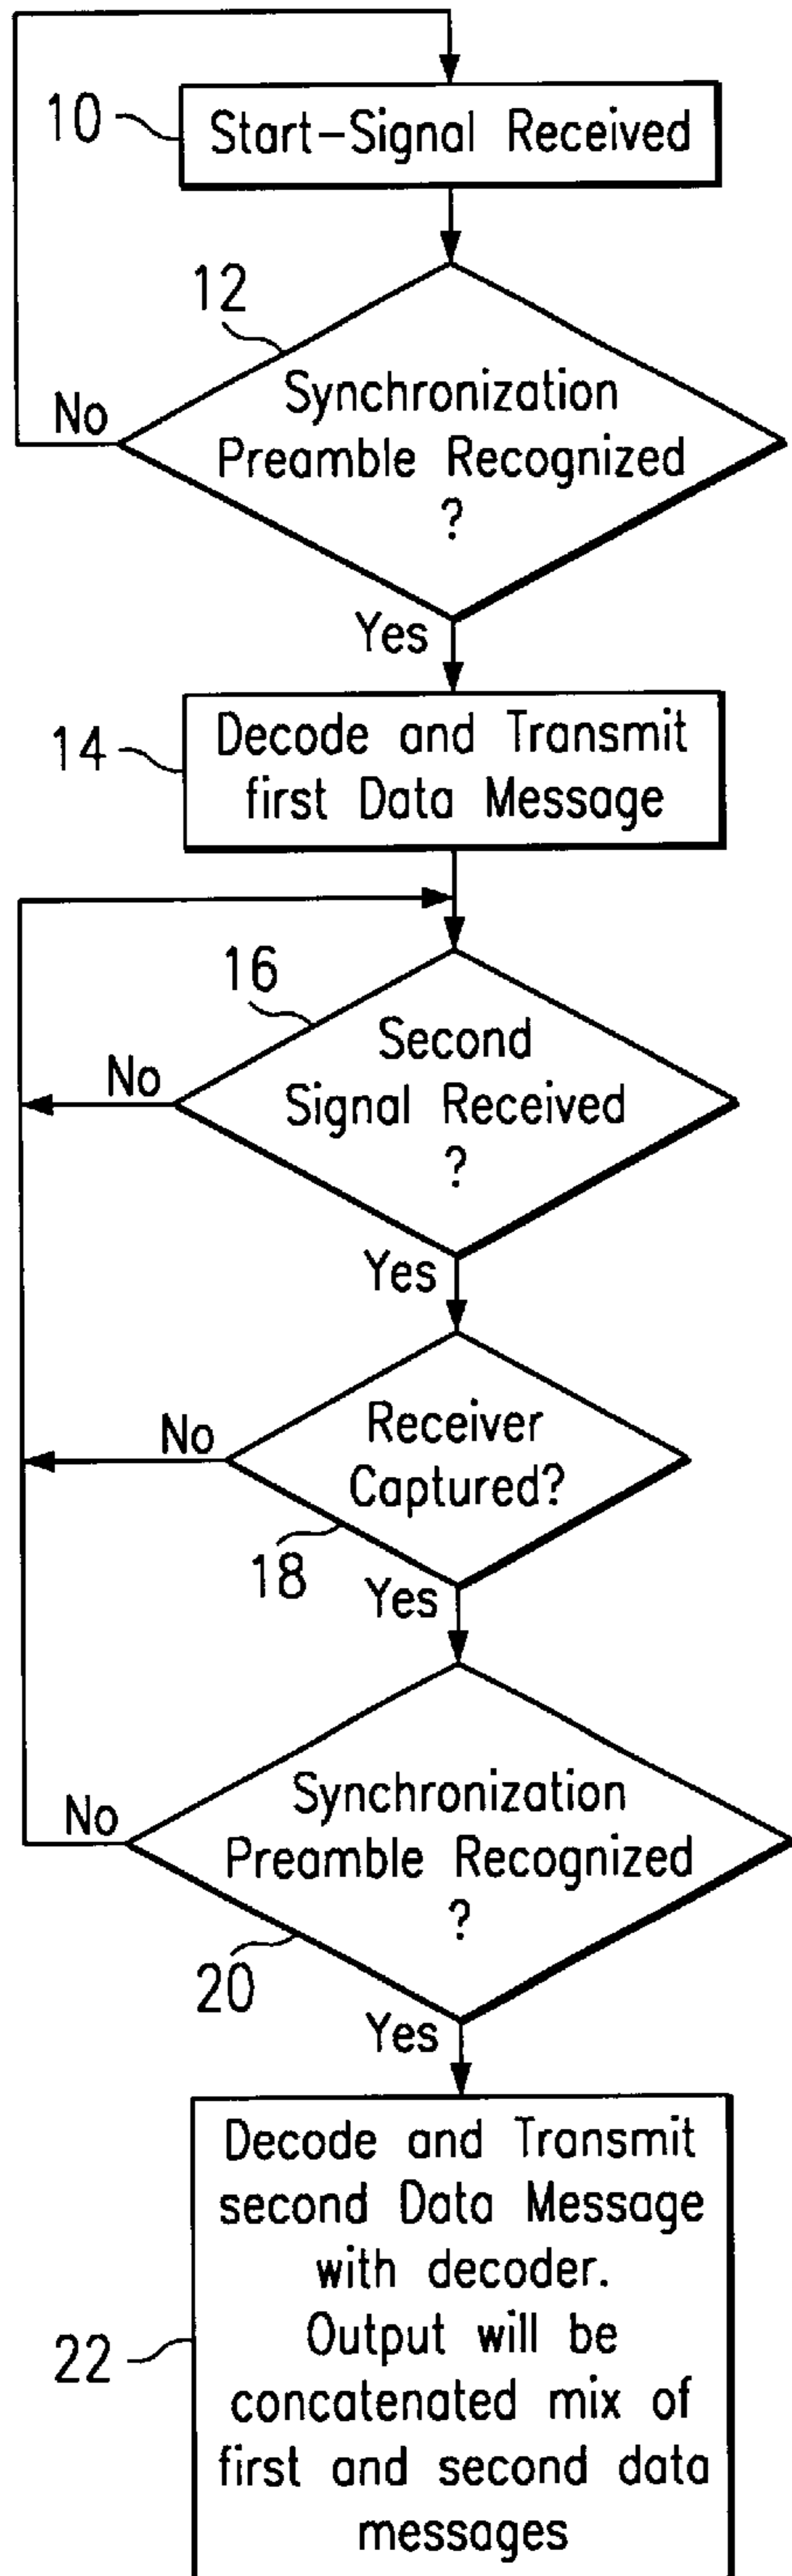 10
Start-Signal Received
12
Synchronization
Preamble Recognized
?
No
Yes
14
Decode and Transmit
first Data Message
16
Second
Signal Received
?
No
Yes
Receiver
Captured?
No
18
Yes
Synchronization
Preamble Recognized
?
No
20
Yes
22
Decode and Transmit
second Data Message
with decoder.
Output will be
concatenated mix of
first and second data
messages